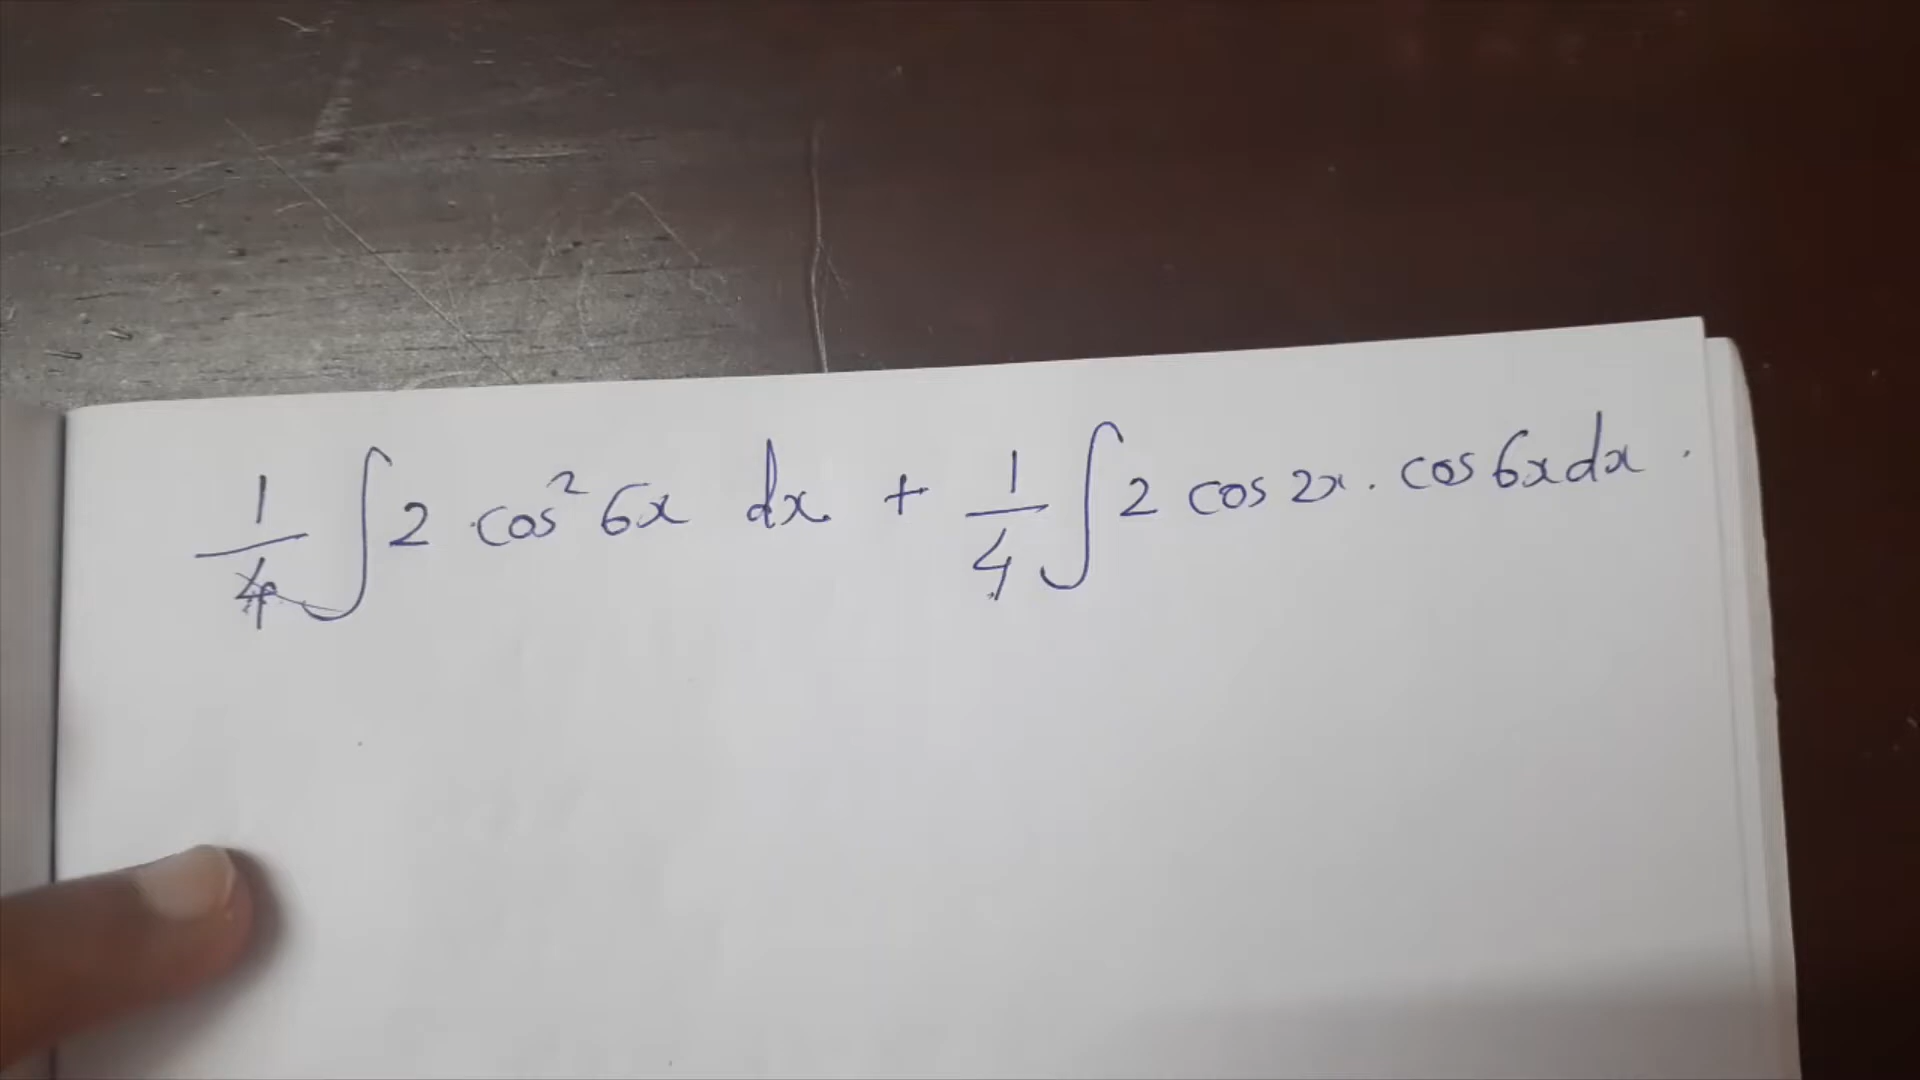 1/4 ∫ 2 cos² 6x dx + 1/4 ∫ 2 cos 2x . cos 6x dx .